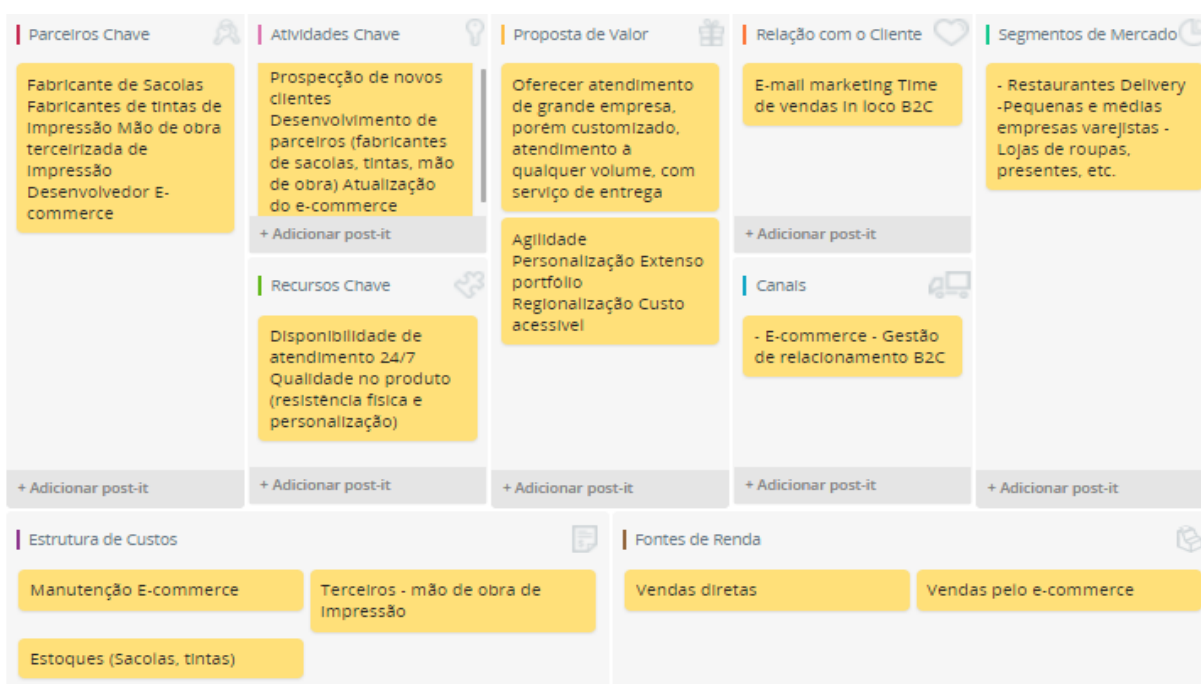 Parceiros Chave
Fabricante de Sacolas
Fabricantes de tintas de
Impressão Mão de obra
terceirizada de
Impressão
Desenvolvedor E-
commerce
+ Adicionar post-it
Atividades Chave
Prospecção de novos
clientes
Desenvolvimento de
parceiros (fabricantes
de sacolas, tintas, mão
de obra) Atualização
do e-commerce
+ Adicionar post-it
Recursos Chave
Disponibilidade de
atendimento 24/7
Qualidade no produto
(resistência física e
personalização)
+ Adicionar post-it
Proposta de Valor
Oferecer atendimento
de grande empresa,
porém customizado,
atendimento à
qualquer volume, com
serviço de entrega
Agilidade
Personalização Extenso
portfólio
Regionalização Custo
acessível
+ Adicionar post-it
Relação com o Cliente
E-mail marketing Time
de vendas in loco B2C
+ Adicionar post-it
Canais
- E-commerce - Gestão
de relacionamento B2C
+ Adicionar post-it
Segmentos de Mercado
- Restaurantes Delivery
-Pequenas e médias
empresas varejistas -
Lojas de roupas,
presentes, etc.
+ Adicionar post-it
Estrutura de Custos
Manutenção E-commerce
Terceiros - mão de obra de
Impressão
Estoques (Sacolas, tintas)
Fontes de Renda
Vendas diretas
Vendas pelo e-commerce